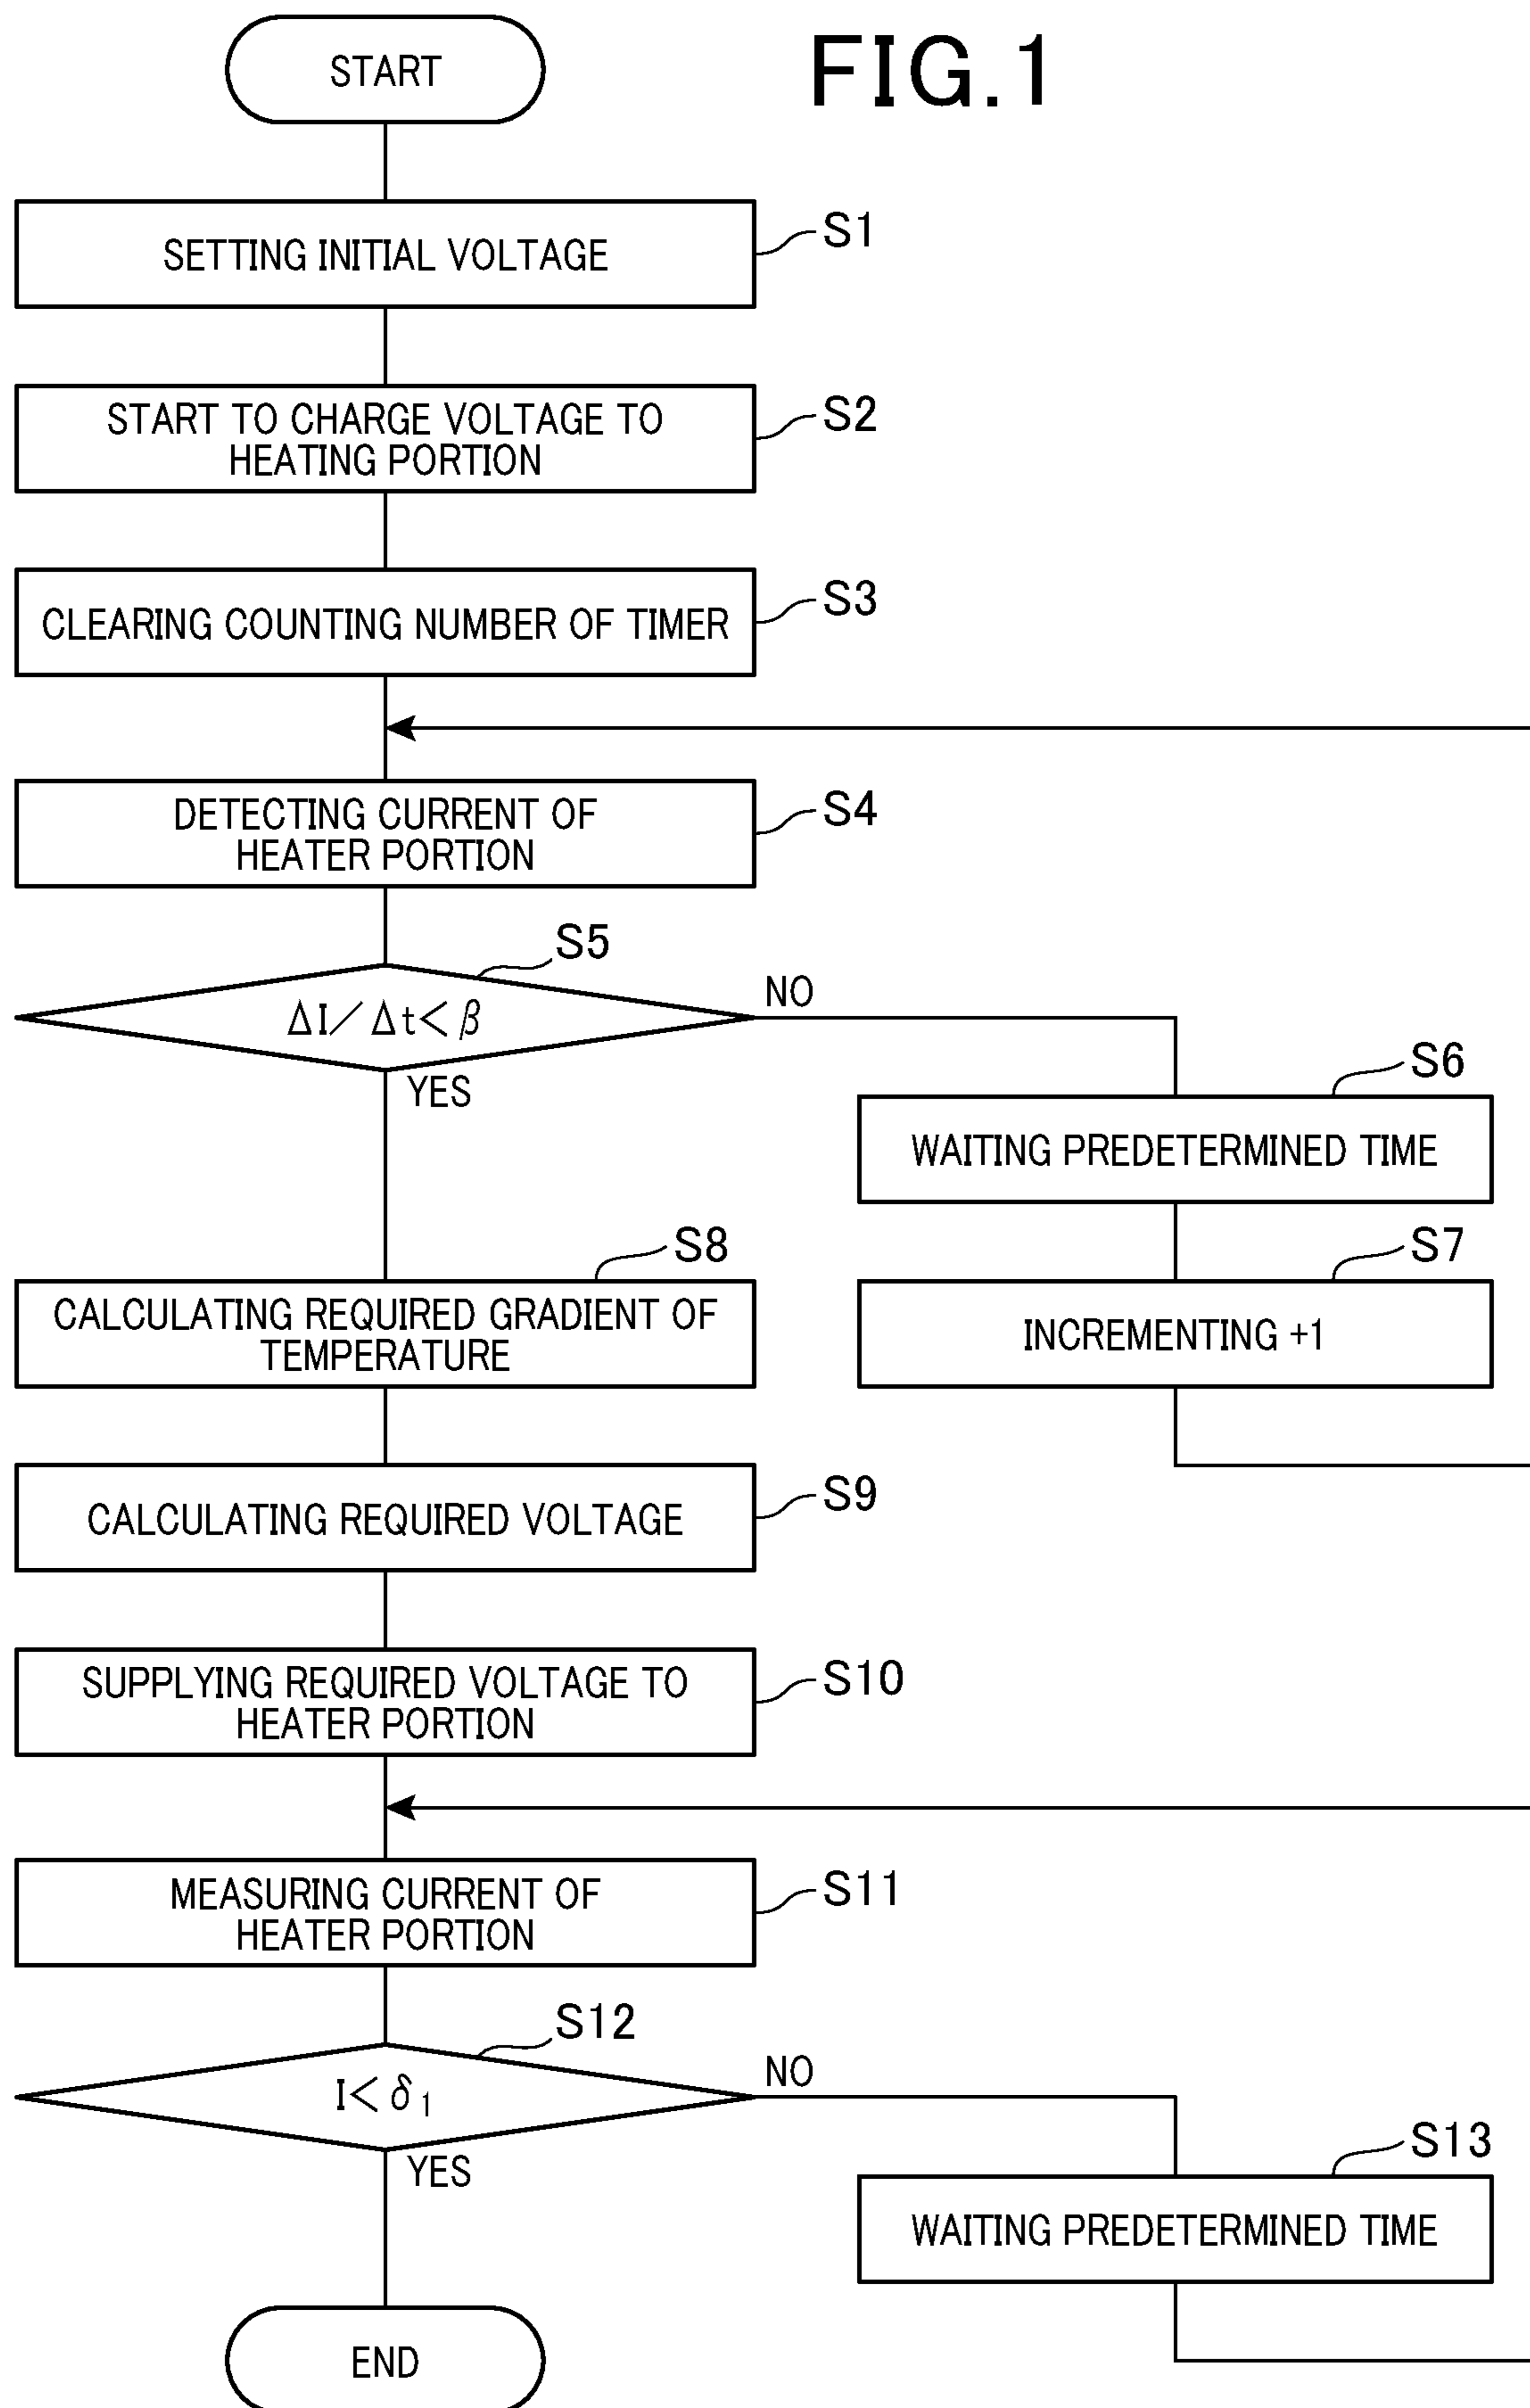 START
FIG.1
SETTING INITIAL VOLTAGE
S1
START TO CHARGE VOLTAGE TO
HEATING PORTION
S2
CLEARING COUNTING NUMBER OF TIMER
S3
DETECTING CURRENT OF
HEATER PORTION
S4
S5
ΔI/Δt<β
NO
YES
S6
WAITING PREDETERMINED TIME
S7
INCREMENTING +1
S8
CALCULATING REQUIRED GRADIENT OF
TEMPERATURE
CALCULATING REQUIRED VOLTAGE
S9
SUPPLYING REQUIRED VOLTAGE TO
HEATER PORTION
S10
MEASURING CURRENT OF
HEATER PORTION
S11
S12
I<δ₁
NO
YES
S13
WAITING PREDETERMINED TIME
END